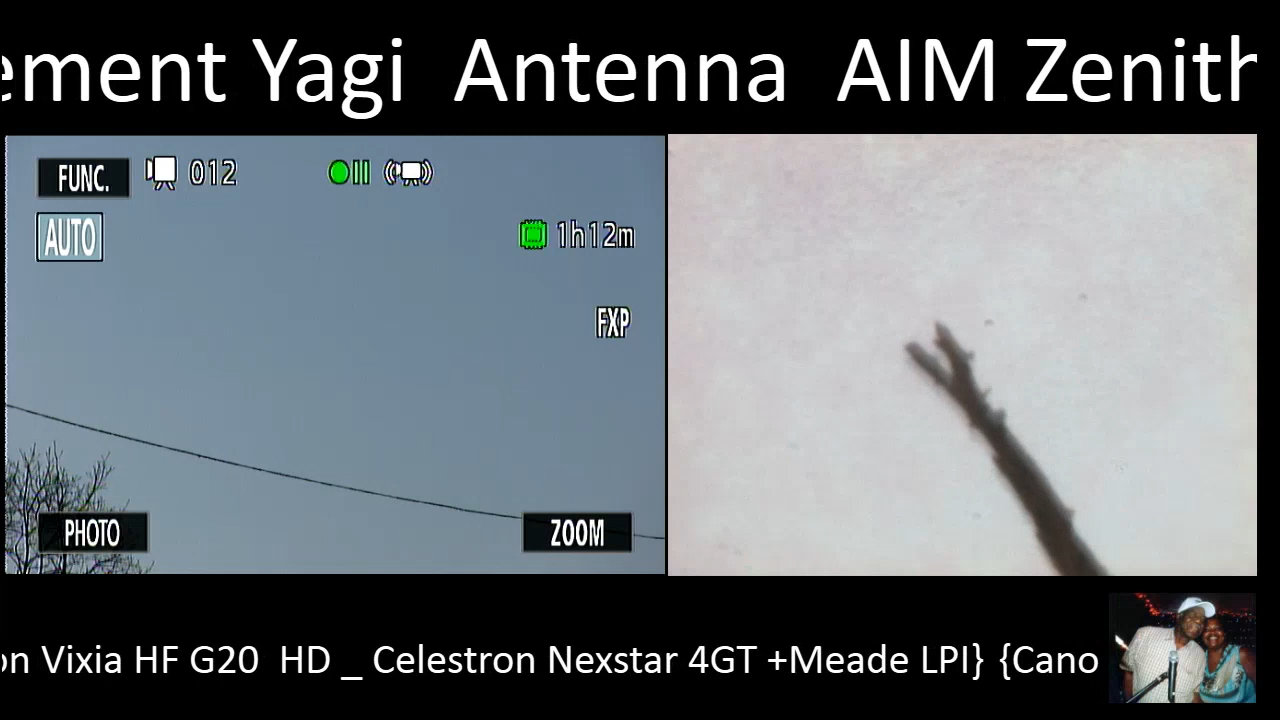 ement Yagi Antenna AIM Zenith
FUNC. 012
AUTO
1h12m
FXP
PHOTO ZOOM
on Vixia HF G20 HD _ Celestron Nexstar 4GT +Meade LPI} {Cano